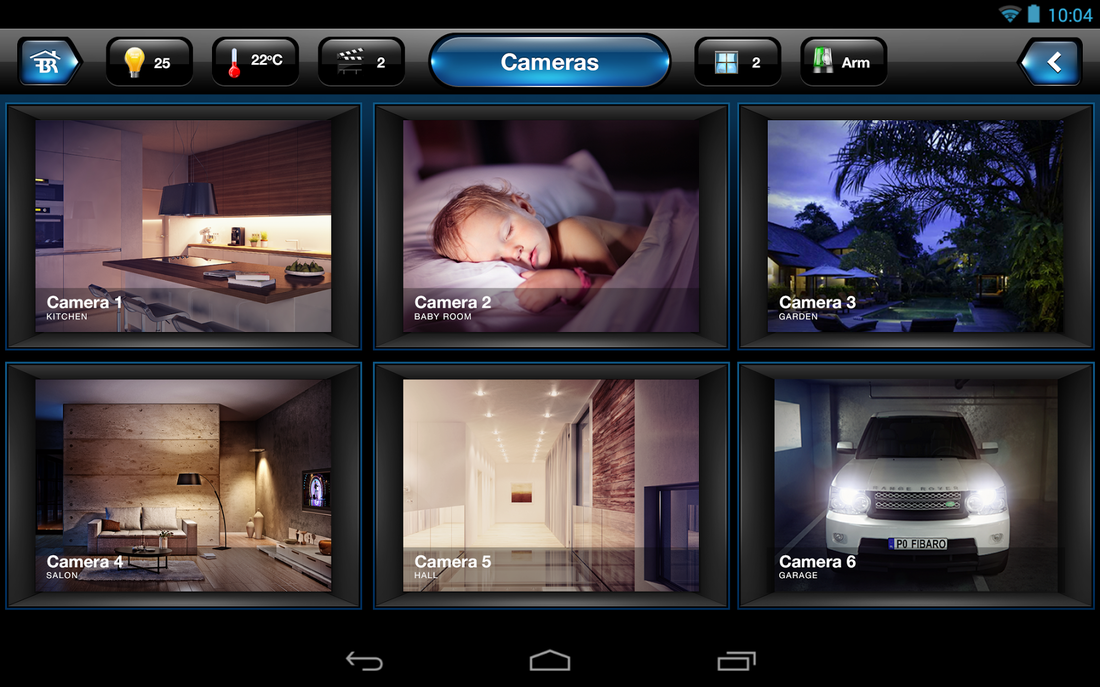 10:04
25
22ºC
2
Cameras
2
Arm
Camera 1
KITCHEN
Camera 2
BABY ROOM
Camera 3
GARDEN
Camera 4
SALON
Camera 5
HALL
RANGE ROVER
P0 FIBARO
Camera 6
GARAGE